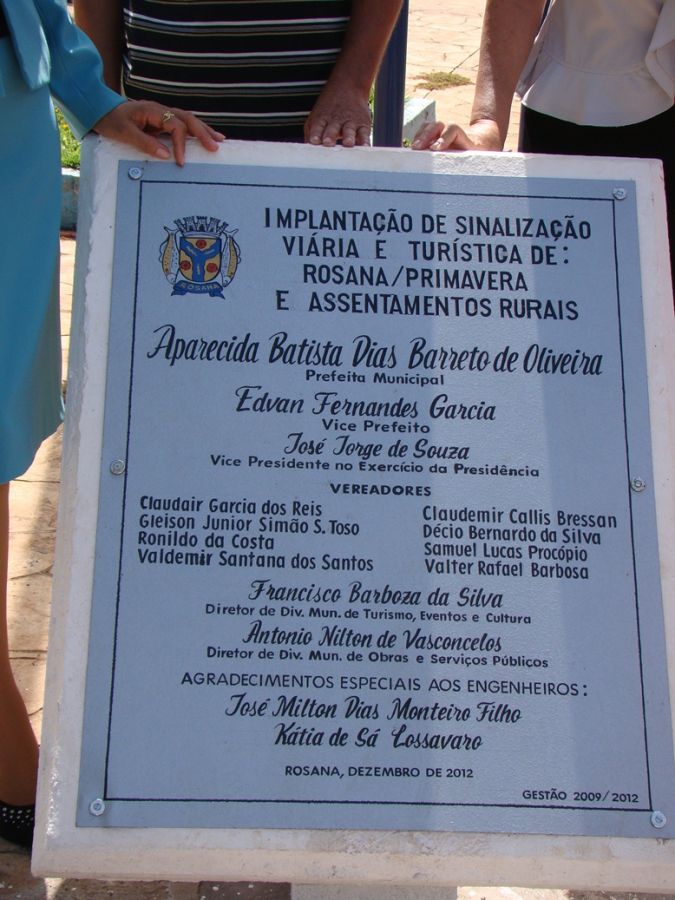 ROSANA
IMPLANTAÇÃO DE SINALIZAÇÃO
VIÁRIA E TURÍSTICA DE:
ROSANA/PRIMAVERA
E ASSENTAMENTOS RURAIS
Aparecida Batista Dias Barreto de Oliveira
Prefeita Municipal
Edvan Fernandes Garcia
Vice Prefeito
José Jorge de Souza
Vice Presidente no Exercício da Presidência
VEREADORES
Claudair Garcia dos Reis
Gleison Junior Simão S. Toso
Ronildo da Costa
Valdemir Santana dos Santos
Claudemir Callis Bressan
Décio Bernardo da Silva
Samuel Lucas Procópio
Valter Rafael Barbosa
Francisco Barboza da Silva
Diretor de Div. Mun. de Turismo, Eventos e Cultura
Antonio Nilton de Vasconcelos
Diretor de Div. Mun. de Obras e Serviços Públicos
AGRADECIMENTOS ESPECIAIS AOS ENGENHEIROS:
José Milton Dias Monteiro Filho
Kátia de Sá Lossavaro
ROSANA, DEZEMBRO DE 2012
GESTÃO 2009/2012